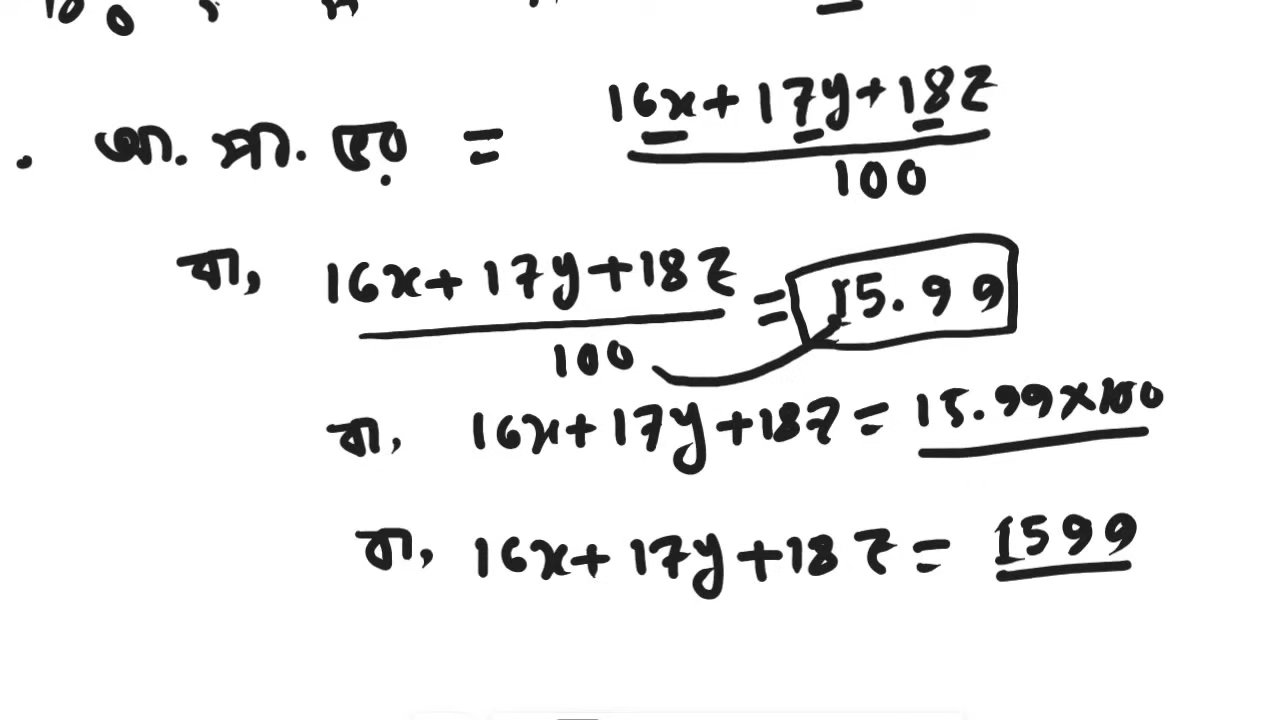 . আ. পা. ভর = (16x + 17y + 18z)/100
বা, (16x + 17y + 18z)/100 = 15.99
বা, 16x + 17y + 18z = 15.99 × 100
বা, 16x + 17y + 18z = 1599